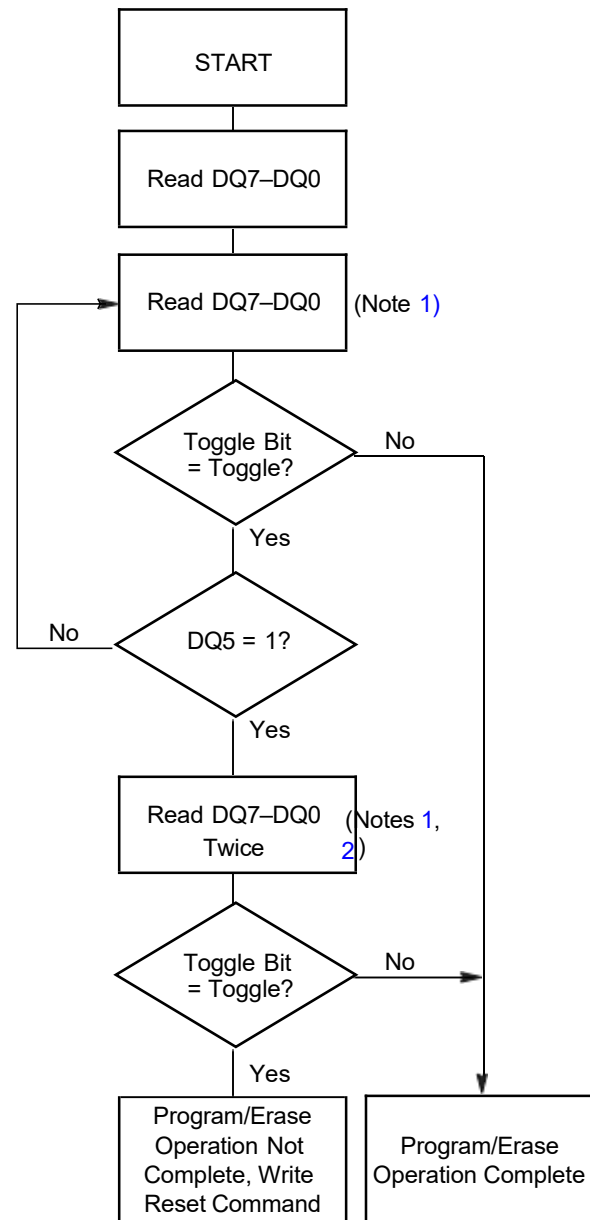 START
Read DQ7–DQ0
Read DQ7–DQ0
(Note 1)
Toggle Bit
= Toggle?
No
Yes
No
DQ5 = 1?
Yes
Read DQ7–DQ0
Twice
(Notes 1,
2)
Toggle Bit
= Toggle?
No
Yes
Program/Erase
Operation Not
Complete, Write
Reset Command
Program/Erase
Operation Complete